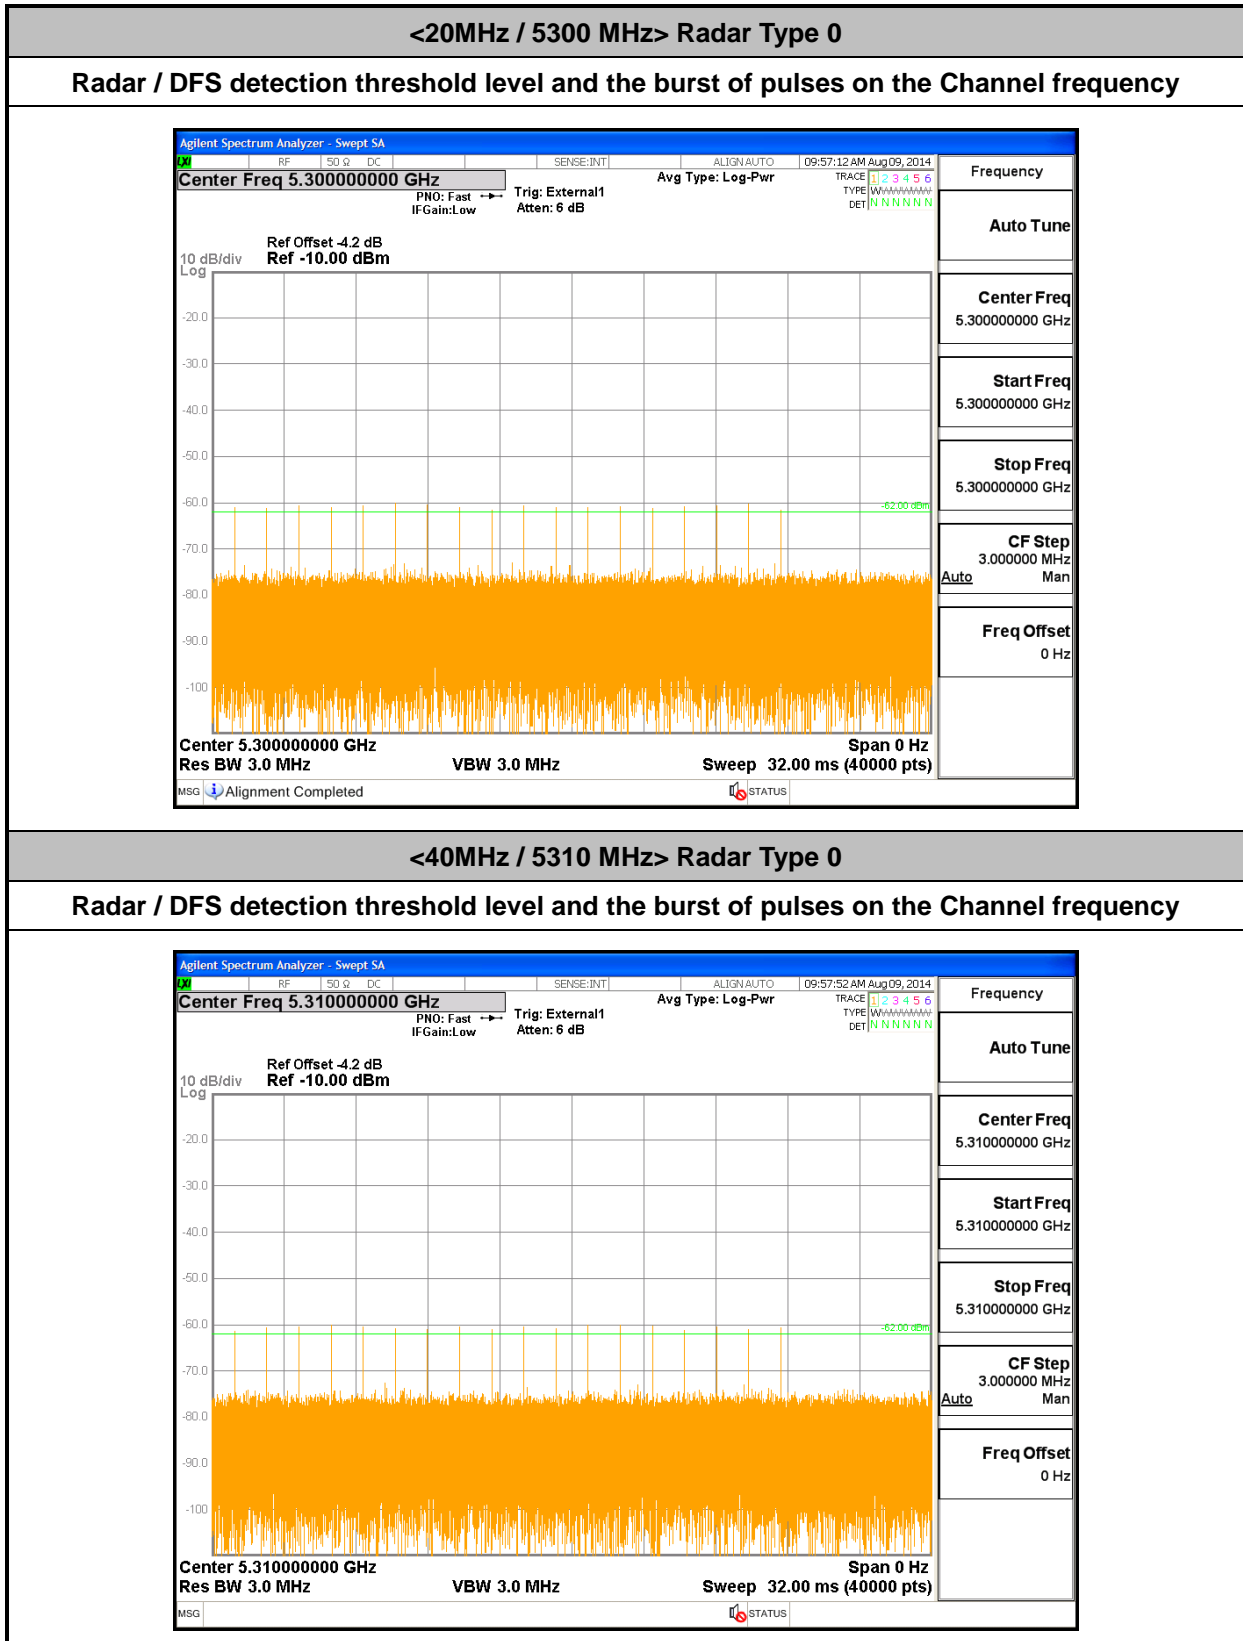 <20MHz / 5300 MHz> Radar Type 0
Radar / DFS detection threshold level and the burst of pulses on the Channel frequency
Agilent Spectrum Analyzer - Swept SA
LXI RF 50 Ω DC SENSE:INT ALIGN AUTO 09:57:12 AM Aug 09, 2014
Center Freq 5.300000000 GHz
PNO: Fast
IFGain:Low
Trig: External1
Atten: 6 dB
Avg Type: Log-Pwr
TRACE 1 2 3 4 5 6
TYPE WWWWWW
DET N N N N N N
Ref Offset -4.2 dB
10 dB/div Ref -10.00 dBm
Log
-20.0
-30.0
-40.0
-50.0
-60.0
-62.00 dBm
-70.0
-80.0
-90.0
-100
Center 5.300000000 GHz Span 0 Hz
Res BW 3.0 MHz VBW 3.0 MHz Sweep 32.00 ms (40000 pts)
MSG Alignment Completed STATUS
Frequency
Auto Tune
Center Freq
5.300000000 GHz
Start Freq
5.300000000 GHz
Stop Freq
5.300000000 GHz
CF Step
3.000000 MHz
Auto Man
Freq Offset
0 Hz
<40MHz / 5310 MHz> Radar Type 0
Radar / DFS detection threshold level and the burst of pulses on the Channel frequency
Agilent Spectrum Analyzer - Swept SA
LXI RF 50 Ω DC SENSE:INT ALIGN AUTO 09:57:52 AM Aug 09, 2014
Center Freq 5.310000000 GHz
PNO: Fast
IFGain:Low
Trig: External1
Atten: 6 dB
Avg Type: Log-Pwr
TRACE 1 2 3 4 5 6
TYPE WWWWWW
DET N N N N N N
Ref Offset -4.2 dB
10 dB/div Ref -10.00 dBm
Log
-20.0
-30.0
-40.0
-50.0
-60.0
-62.00 dBm
-70.0
-80.0
-90.0
-100
Center 5.310000000 GHz Span 0 Hz
Res BW 3.0 MHz VBW 3.0 MHz Sweep 32.00 ms (40000 pts)
MSG STATUS
Frequency
Auto Tune
Center Freq
5.310000000 GHz
Start Freq
5.310000000 GHz
Stop Freq
5.310000000 GHz
CF Step
3.000000 MHz
Auto Man
Freq Offset
0 Hz